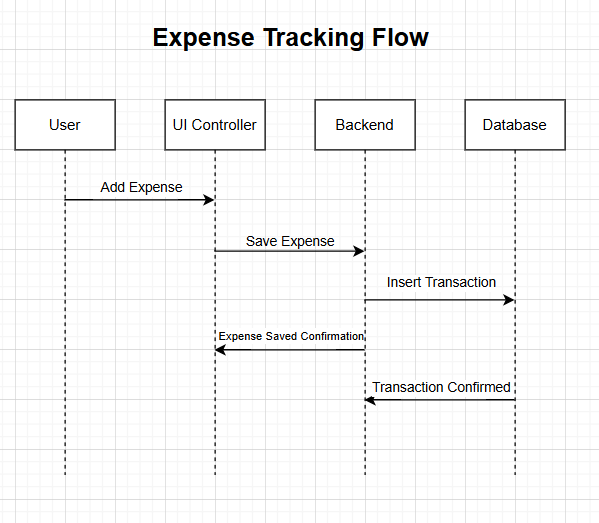 Expense Tracking Flow
User
UI Controller
Backend
Database
Add Expense
Save Expense
Insert Transaction
Expense Saved Confirmation
Transaction Confirmed